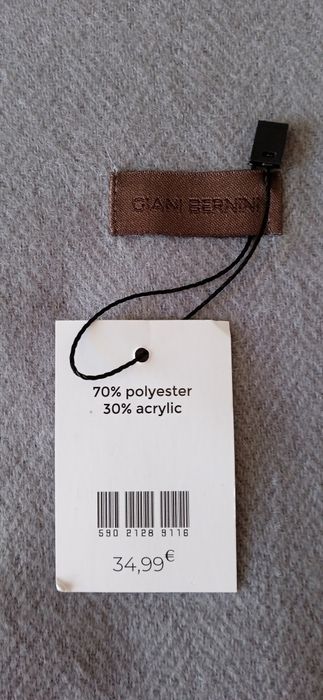 GIANI BERNINI
70% polyester
30% acrylic
590 2128 9116
34,99€